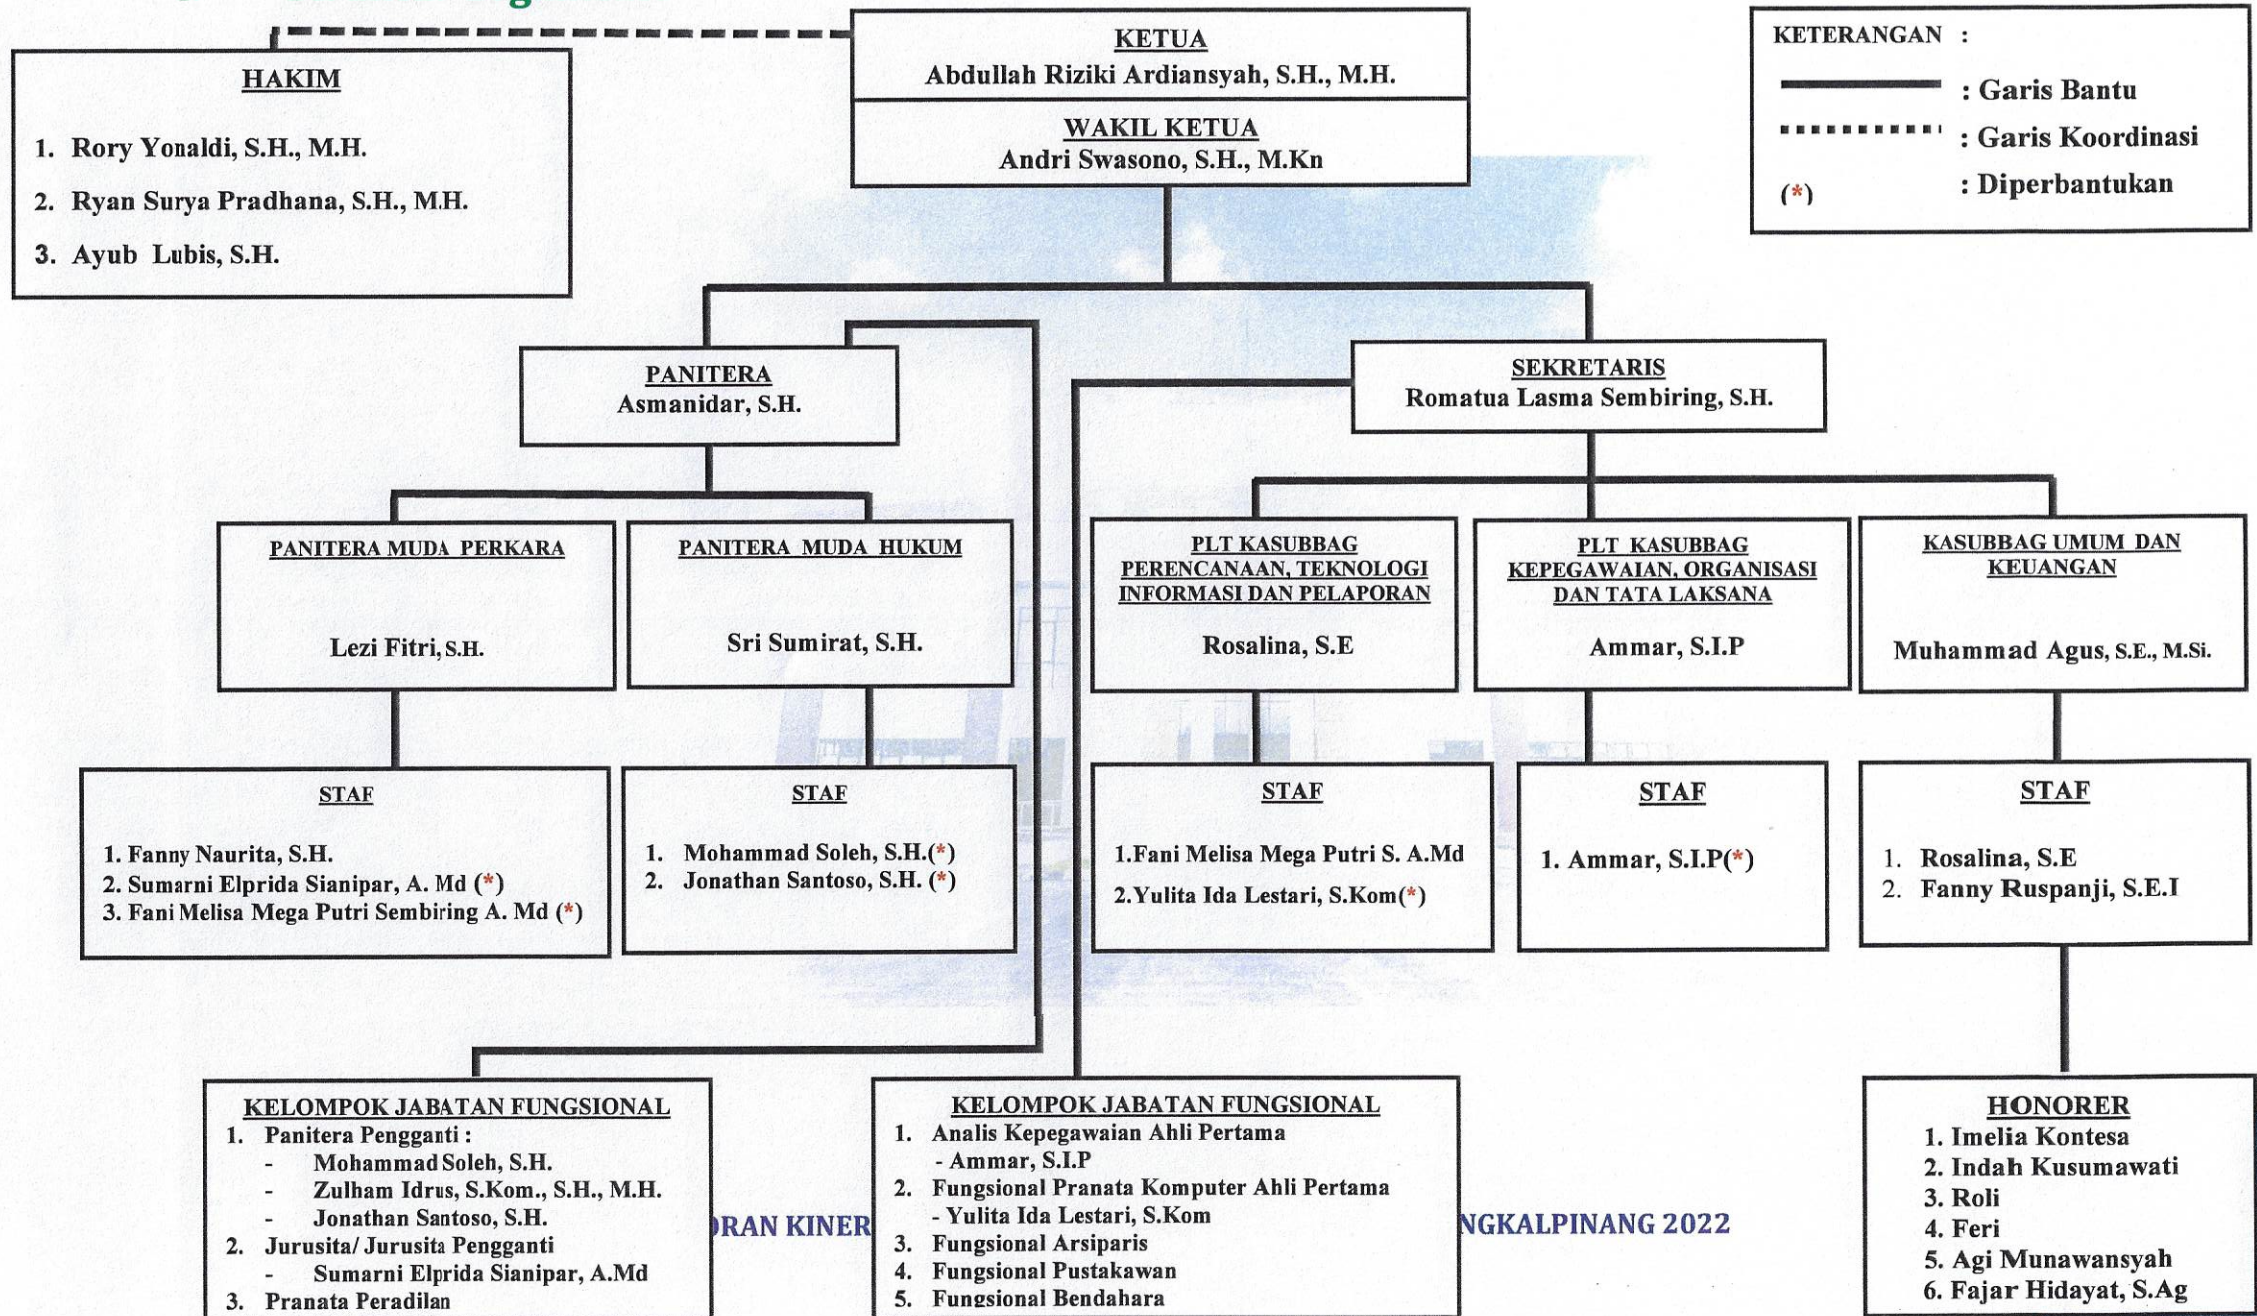 KETUA
Abdullah Riziki Ardiansyah, S.H., M.H.
WAKIL KETUA
Andri Swasono, S.H., M.Kn
KETERANGAN :
: Garis Bantu
: Garis Koordinasi
(*) : Diperbantukan
HAKIM
1. Rory Yonaldi, S.H., M.H.
2. Ryan Surya Pradhana, S.H., M.H.
3. Ayub Lubis, S.H.
PANITERA
Asmanidar, S.H.
SEKRETARIS
Romatua Lasma Sembiring, S.H.
PANITERA MUDA PERKARA
Lezi Fitri, S.H.
PANITERA MUDA HUKUM
Sri Sumirat, S.H.
PLT KASUBBAG
PERENCANAAN, TEKNOLOGI
INFORMASI DAN PELAPORAN
Rosalina, S.E
PLT KASUBBAG
KEPEGAWAIAN, ORGANISASI
DAN TATA LAKSANA
Ammar, S.I.P
KASUBBAG UMUM DAN
KEUANGAN
Muhammad Agus, S.E., M.Si.
STAF
1. Fanny Naurita, S.H.
2. Sumarni Elprida Sianipar, A. Md (*)
3. Fani Melisa Mega Putri Sembiring A. Md (*)
STAF
1. Mohammad Soleh, S.H.(*)
2. Jonathan Santoso, S.H. (*)
STAF
1.Fani Melisa Mega Putri S. A.Md
2.Yulita Ida Lestari, S.Kom(*)
STAF
1. Ammar, S.I.P(*)
STAF
1. Rosalina, S.E
2. Fanny Ruspanji, S.E.I
KELOMPOK JABATAN FUNGSIONAL
1. Panitera Pengganti :
- Mohammad Soleh, S.H.
- Zulham Idrus, S.Kom., S.H., M.H.
- Jonathan Santoso, S.H.
2. Jurusita/ Jurusita Pengganti
- Sumarni Elprida Sianipar, A.Md
3. Pranata Peradilan
KELOMPOK JABATAN FUNGSIONAL
1. Analis Kepegawaian Ahli Pertama
- Ammar, S.I.P
2. Fungsional Pranata Komputer Ahli Pertama
- Yulita Ida Lestari, S.Kom
3. Fungsional Arsiparis
4. Fungsional Pustakawan
5. Fungsional Bendahara
HONORER
1. Imelia Kontesa
2. Indah Kusumawati
3. Roli
4. Feri
5. Agi Munawansyah
6. Fajar Hidayat, S.Ag
ORAN KINER NGKALPINANG 2022